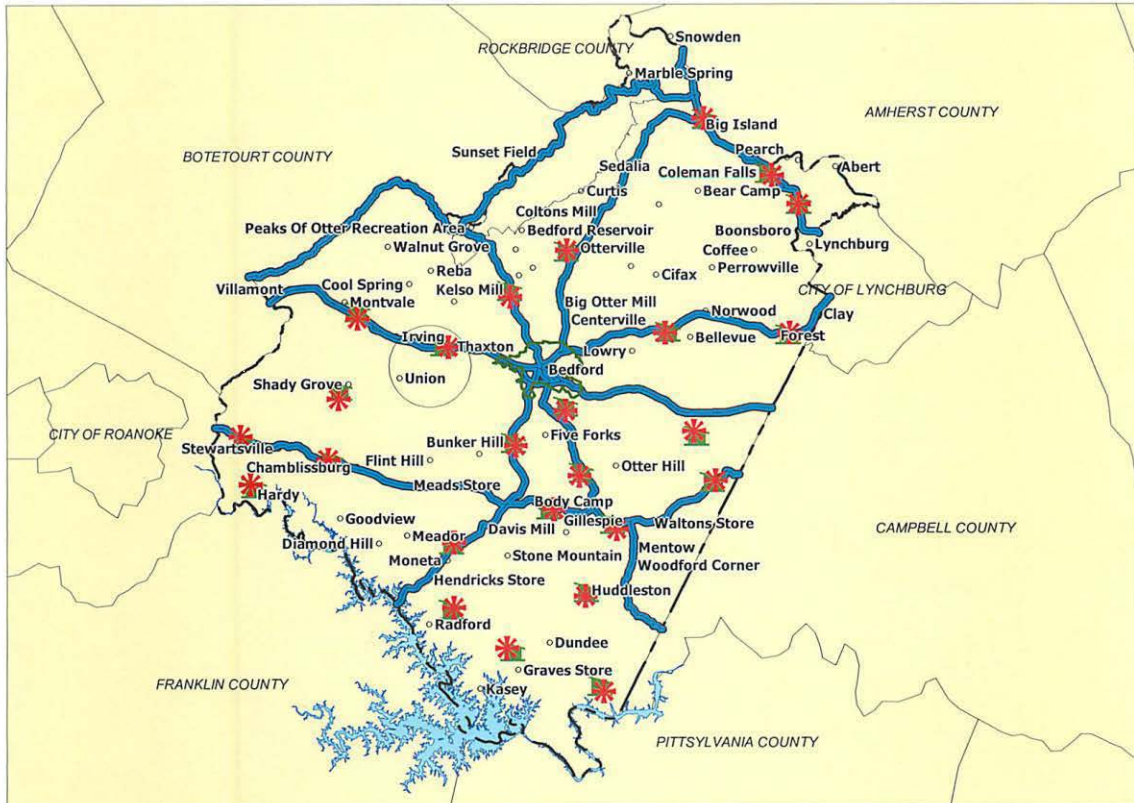 Snowden
ROCKBRIDGE COUNTY
Marble Spring
AMHERST COUNTY
Big Island
BOTETOURT COUNTY
Sunset Field
Pearch
Sedalia
Coleman Falls
Abert
Curtis
Bear Camp
Coltons Mill
Peaks Of Otter Recreation Area
Bedford Reservoir
Boonsboro
Walnut Grove
Otterville
Coffee
Lynchburg
Reba
Cifax
Perrowville
Villamont
Cool Spring
Kelso Mill
CITY OF LYNCHBURG
Montvale
Big Otter Mill
Centerville
Norwood
Clay
Irving
Thaxton
Bellevue
Forest
Lowry
Bedford
Union
Shady Grove
CITY OF ROANOKE
Stewartsville
Bunker Hill
Five Forks
Flint Hill
Otter Hill
Chamblissburg
Meads Store
Hardy
Body Camp
Goodview
Davis Mill
Gillespie
Waltons Store
CAMPBELL COUNTY
Diamond Hill
Meador
Mentow
Moneta
Stone Mountain
Woodford Corner
Hendricks Store
Huddleston
Radford
Dundee
Graves Store
FRANKLIN COUNTY
Kasey
PITTSYLVANIA COUNTY